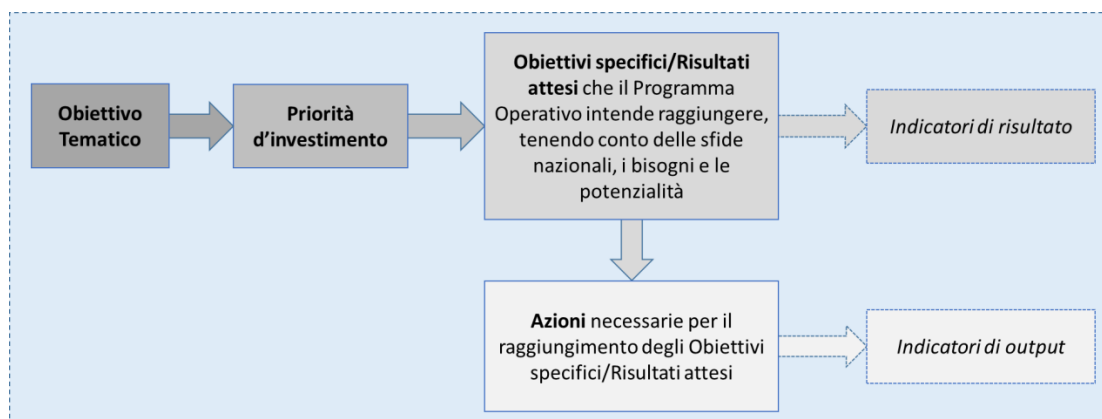 Obiettivo
Tematico
Priorità
d’investimento
Obiettivi specifici/Risultati
attesi che il Programma
Operativo intende raggiungere,
tenendo conto delle sfide
nazionali, i bisogni e le
potenzialità
Indicatori di risultato
Azioni necessarie per il
raggiungimento degli Obiettivi
specifici/Risultati attesi
Indicatori di output